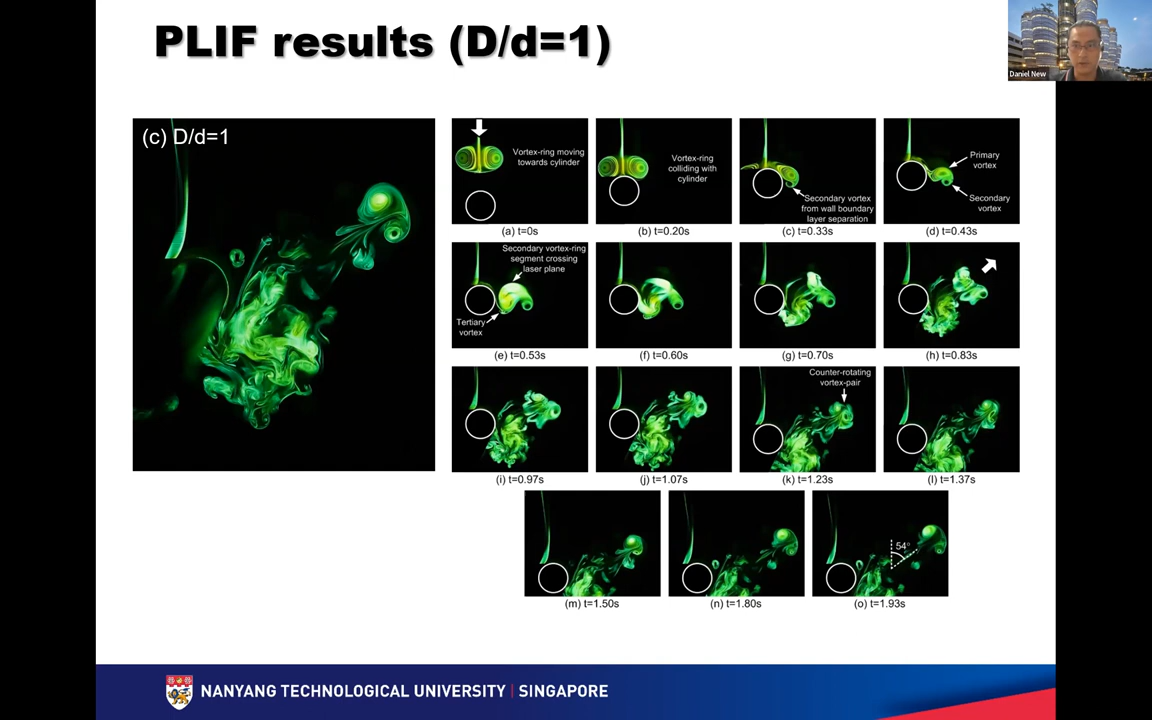 PLIF results (D/d=1)
Daniel New
(c) D/d=1
Vortex-ring moving
towards cylinder
(a) t=0s
Vortex-ring
colliding with
cylinder
(b) t=0.20s
Secondary vortex
from wall boundary
layer separation
(c) t=0.33s
Primary
vortex
Secondary
vortex
(d) t=0.43s
Secondary vortex-ring
segment crossing
laser plane
Tertiary
vortex
(e) t=0.53s
(f) t=0.60s
(g) t=0.70s
(h) t=0.83s
(i) t=0.97s
(j) t=1.07s
Counter-rotating
vortex-pair
(k) t=1.23s
(l) t=1.37s
(m) t=1.50s
(n) t=1.80s
54°
(o) t=1.93s
NANYANG TECHNOLOGICAL UNIVERSITY | SINGAPORE